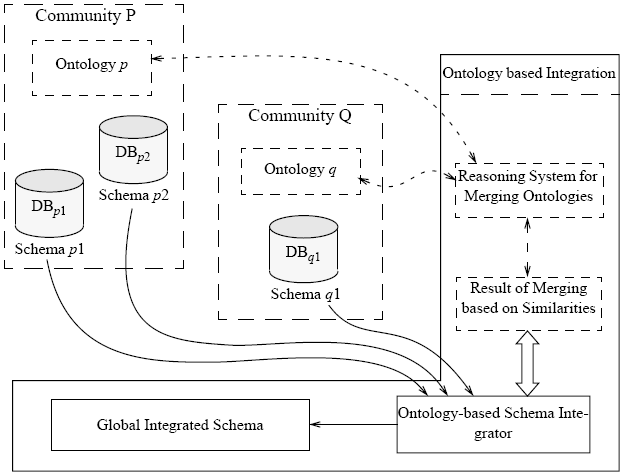 Community P
Ontology p
DBp2
Schema p2
DBp1
Schema p1
Community Q
Ontology q
DBq1
Schema q1
Ontology based Integration
Reasoning System for
Merging Ontologies
Result of Merging
based on Similarities
Ontology-based Schema Inte-
grator
Global Integrated Schema